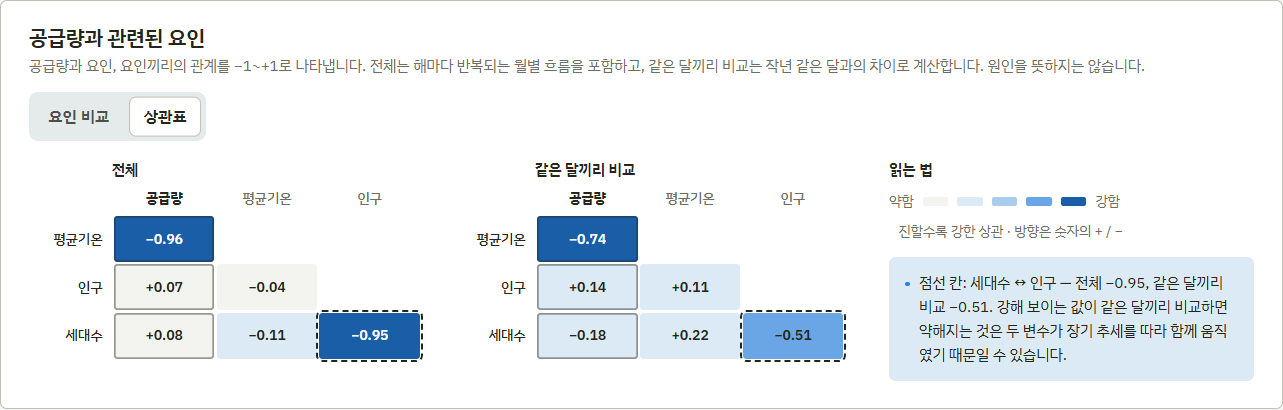 공급량과 관련된 요인
공급량과 요인, 요인끼리의 관계를 −1~+1로 나타냅니다. 전체는 해마다 반복되는 월별 흐름을 포함하고, 같은 달끼리 비교는 작년 같은 달과의 차이로 계산합니다. 원인을 뜻하지는 않습니다.
요인 비교 상관표
전체
공급량 평균기온 인구
평균기온 −0.96
인구 +0.07 −0.04
세대수 +0.08 −0.11 −0.95
같은 달끼리 비교
공급량 평균기온 인구
평균기온 −0.74
인구 +0.14 +0.11
세대수 −0.18 +0.22 −0.51
읽는 법
약함 강함
진할수록 강한 상관 · 방향은 숫자의 + / −
• 점선 칸: 세대수 ↔ 인구 — 전체 −0.95, 같은 달끼리
비교 −0.51. 강해 보이는 값이 같은 달끼리 비교하면
약해지는 것은 두 변수가 장기 추세를 따라 함께 움직
였기 때문일 수 있습니다.